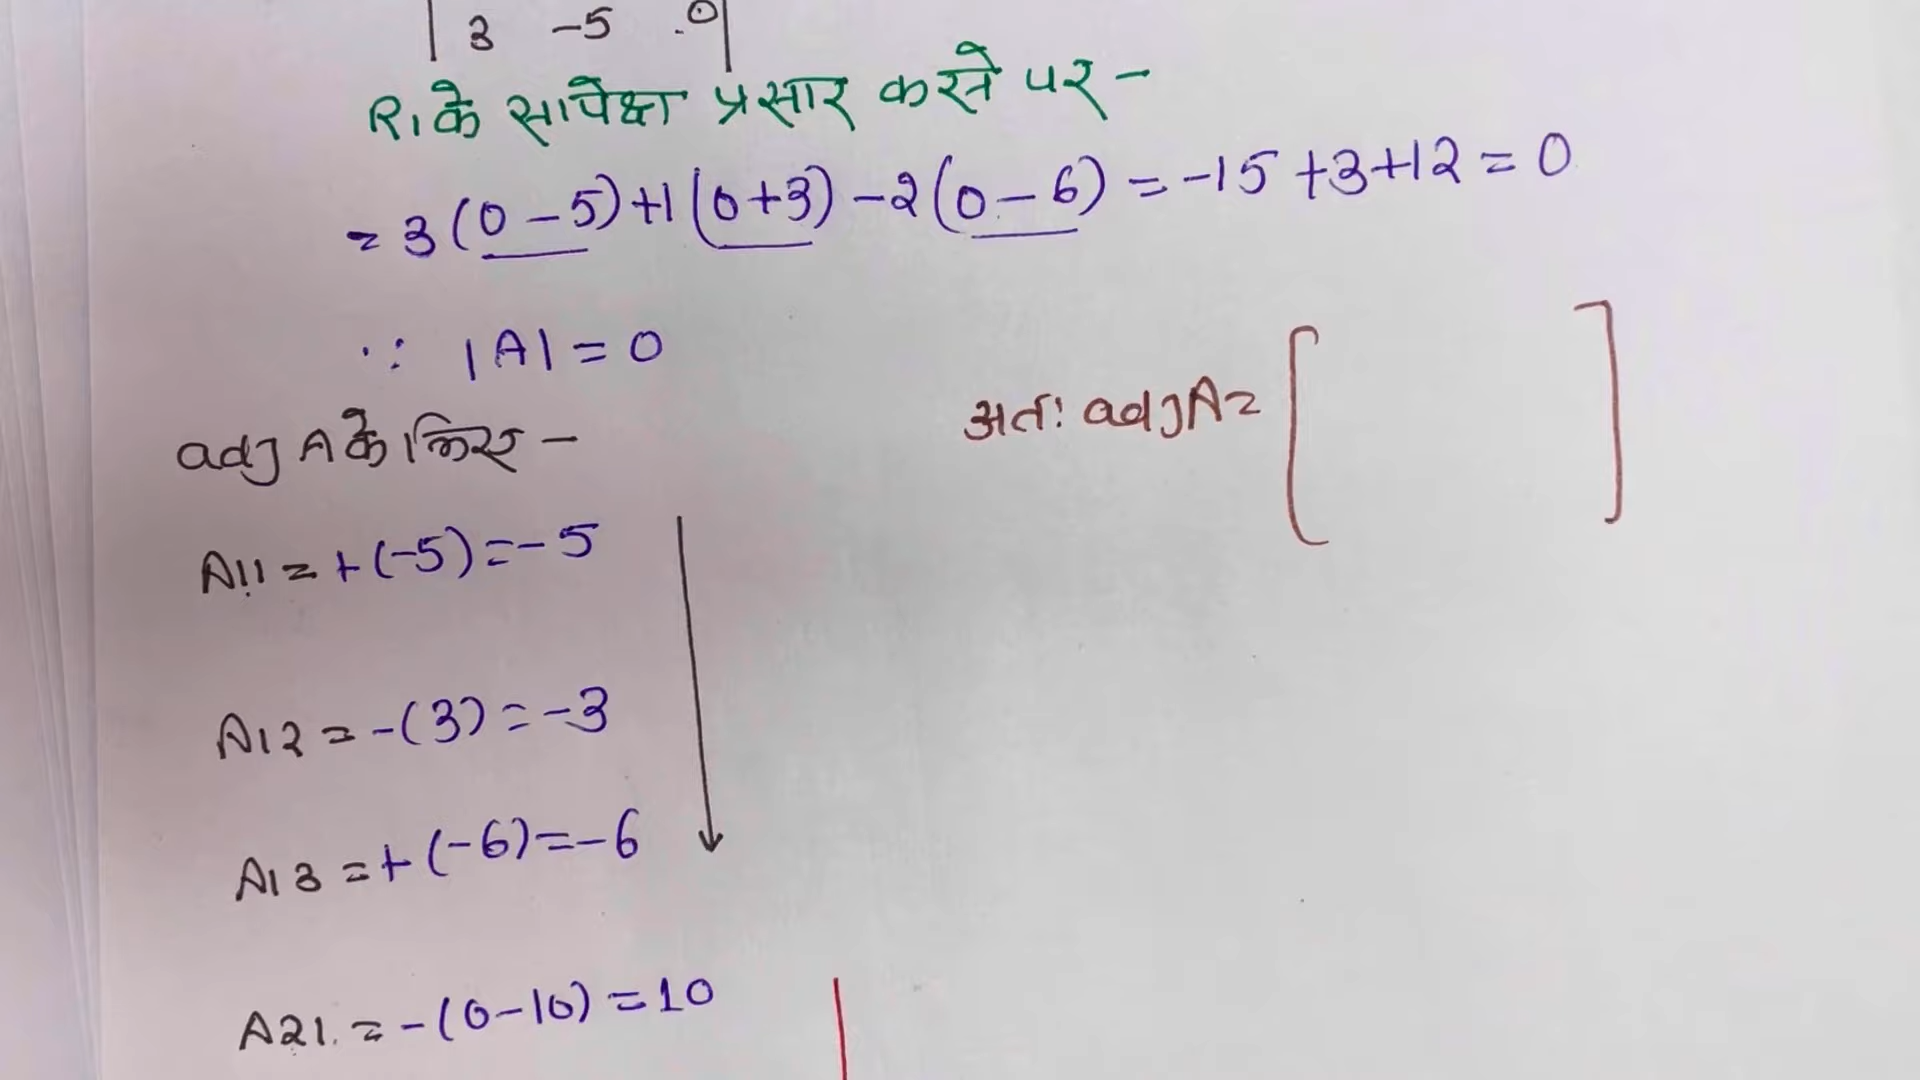 | 3 -5 0 |
R1 के सापेक्ष प्रसार करने पर -
= 3(0-5)+1(0+3)-2(0-6) = -15+3+12 = 0
∵ |A| = 0
अत: adjA= [ ]
adj A के लिए -
A11 = +(-5) = -5
A12 = -(3) = -3
A13 = +(-6) = -6
A21. = -(0-10) = 10